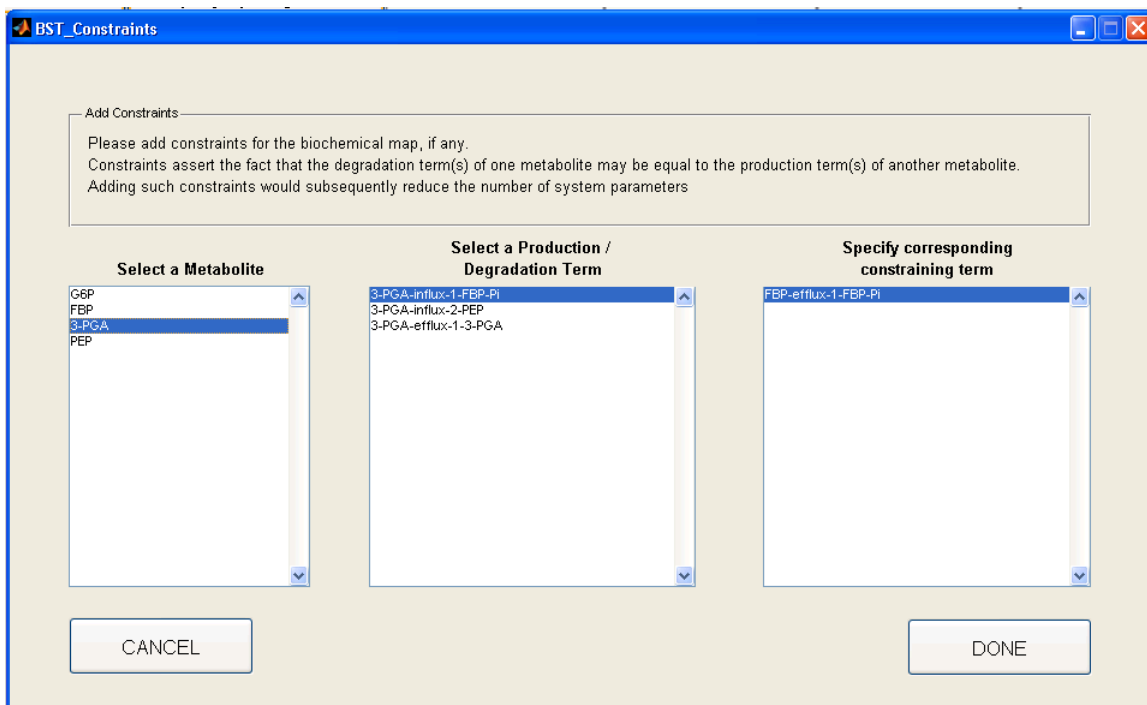 BST_Constraints
Add Constraints
Please add constraints for the biochemical map, if any.
Constraints assert the fact that the degradation term(s) of one metabolite may be equal to the production term(s) of another metabolite.
Adding such constraints would subsequently reduce the number of system parameters
Select a Metabolite
Select a Production /
Degradation Term
Specify corresponding
constraining term
G6P
FBP
3-PGA
PEP
3-PGA-influx-1-FBP-Pi
3-PGA-influx-2-PEP
3-PGA-efflux-1-3-PGA
FBP-efflux-1-FBP-Pi
CANCEL
DONE